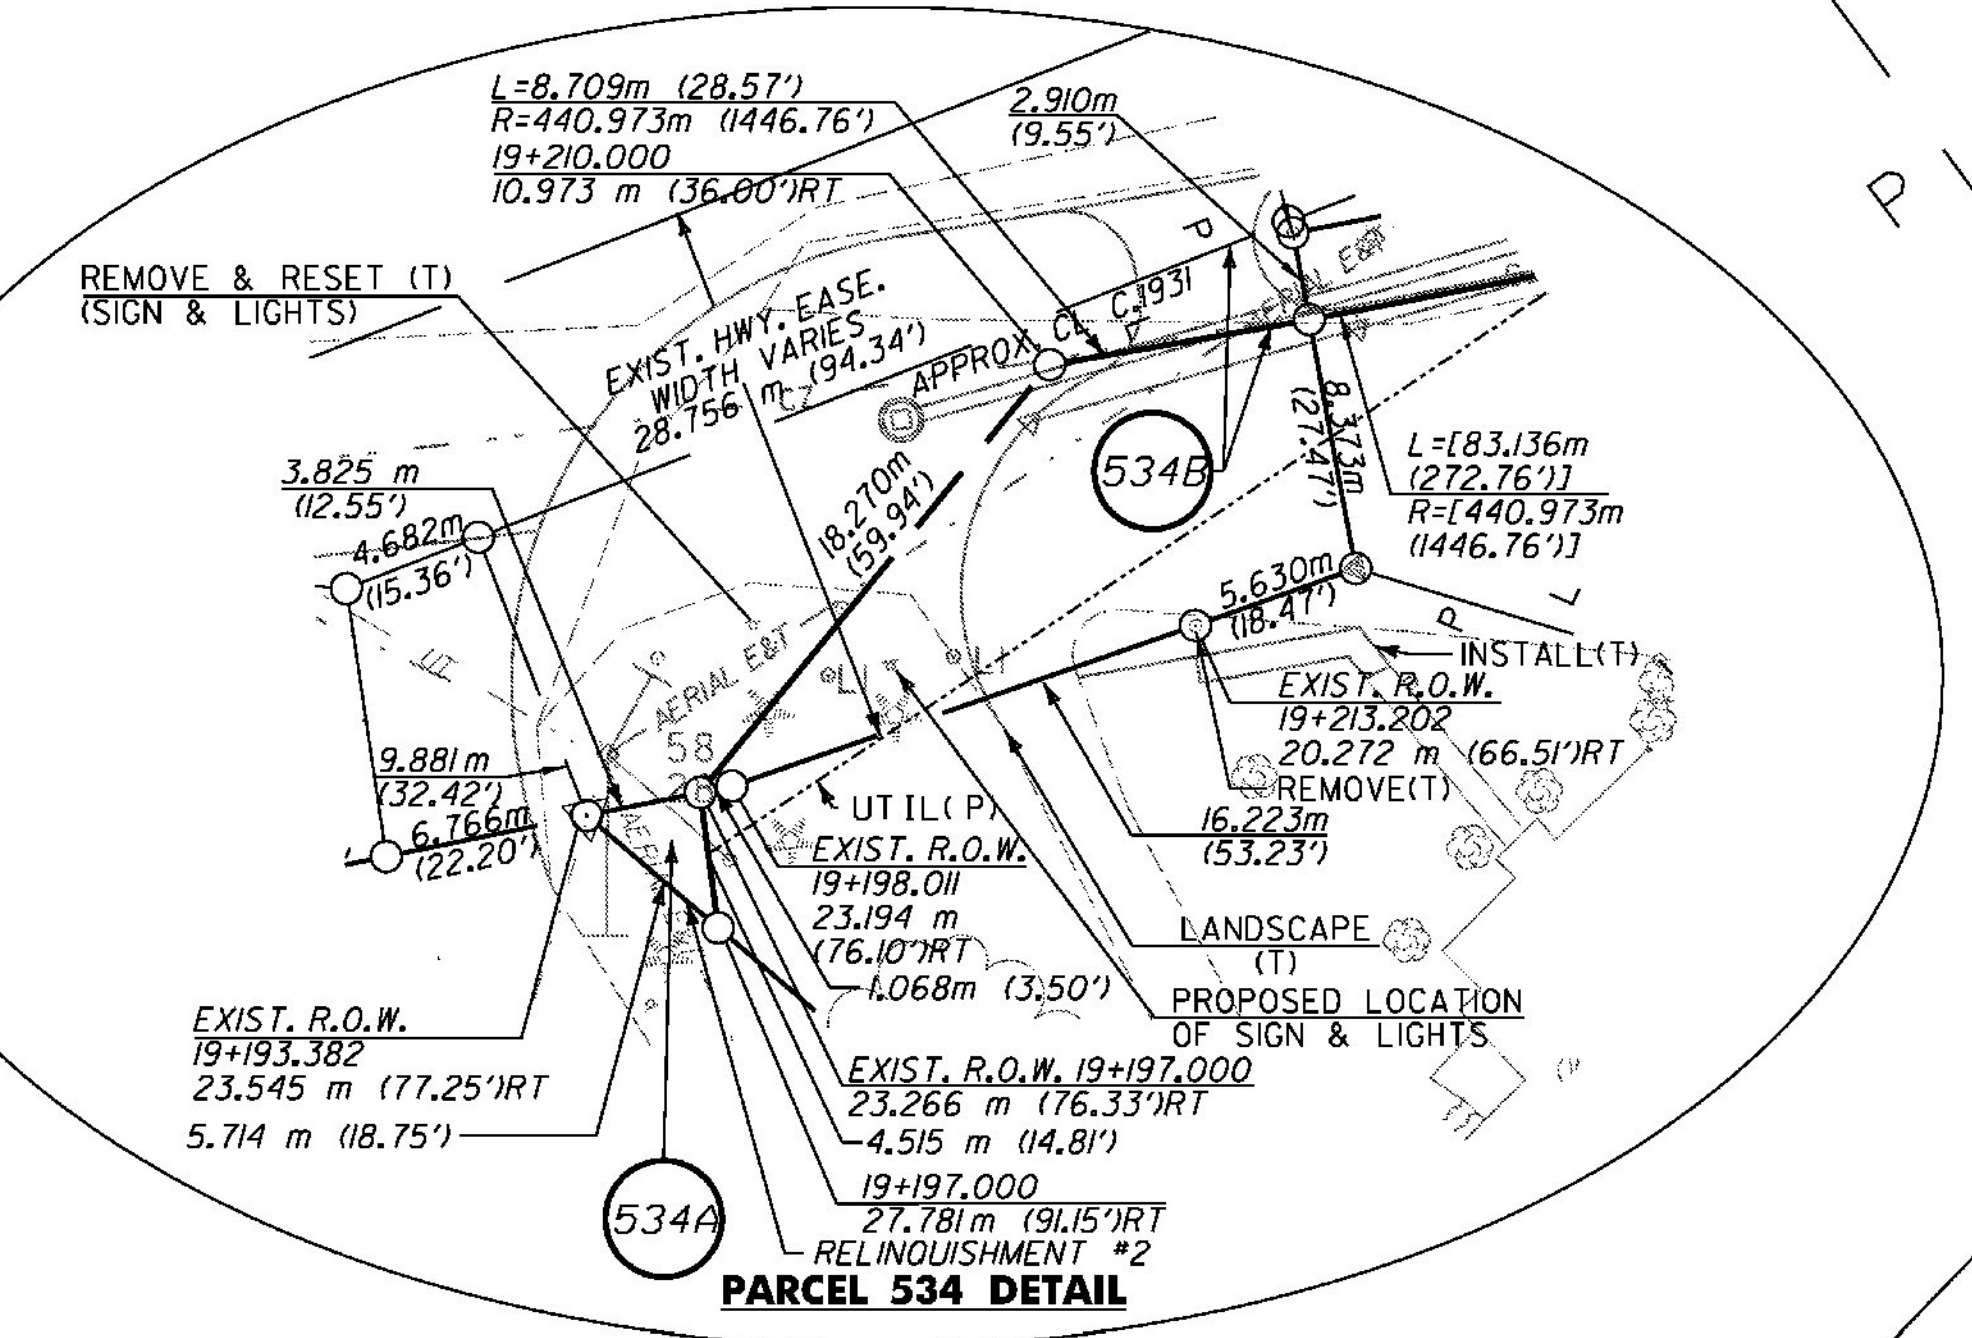 L=8.709m (28.57')
R=440.973m (1446.76')
19+210.000
10.973 m (36.00')RT
2.910m
(9.55')
P
P
REMOVE & RESET (T)
(SIGN & LIGHTS)
EXIST. HWY. EASE.
WIDTH VARIES
28.756 m (94.34')
APPROX. CL C.1931
AERIAL E&T
3.825 m
(12.55')
4.682m
(15.36')
18.270m
(59.94')
534B
8.373m
(27.47')
L=[83.136m
(272.76')]
R=[440.973m
(1446.76')]
5.630m
(18.47')
P
L
INSTALL(T)
EXIST. R.O.W.
19+213.202
20.272 m (66.51')RT
REMOVE(T)
16.223m
(53.23')
AERIAL E&T
LI
LI
58
9.881m
(32.42')
6.766m
(22.20')
UTIL(P)
EXIST. R.O.W.
19+198.011
23.194 m
(76.10')RT
1.068m (3.50')
LANDSCAPE
(T)
PROPOSED LOCATION
OF SIGN & LIGHTS
EXIST. R.O.W.
19+193.382
23.545 m (77.25')RT
5.714 m (18.75')
EXIST. R.O.W. 19+197.000
23.266 m (76.33')RT
4.515 m (14.81')
19+197.000
27.781m (91.15')RT
534A
RELINQUISHMENT #2
PARCEL 534 DETAIL